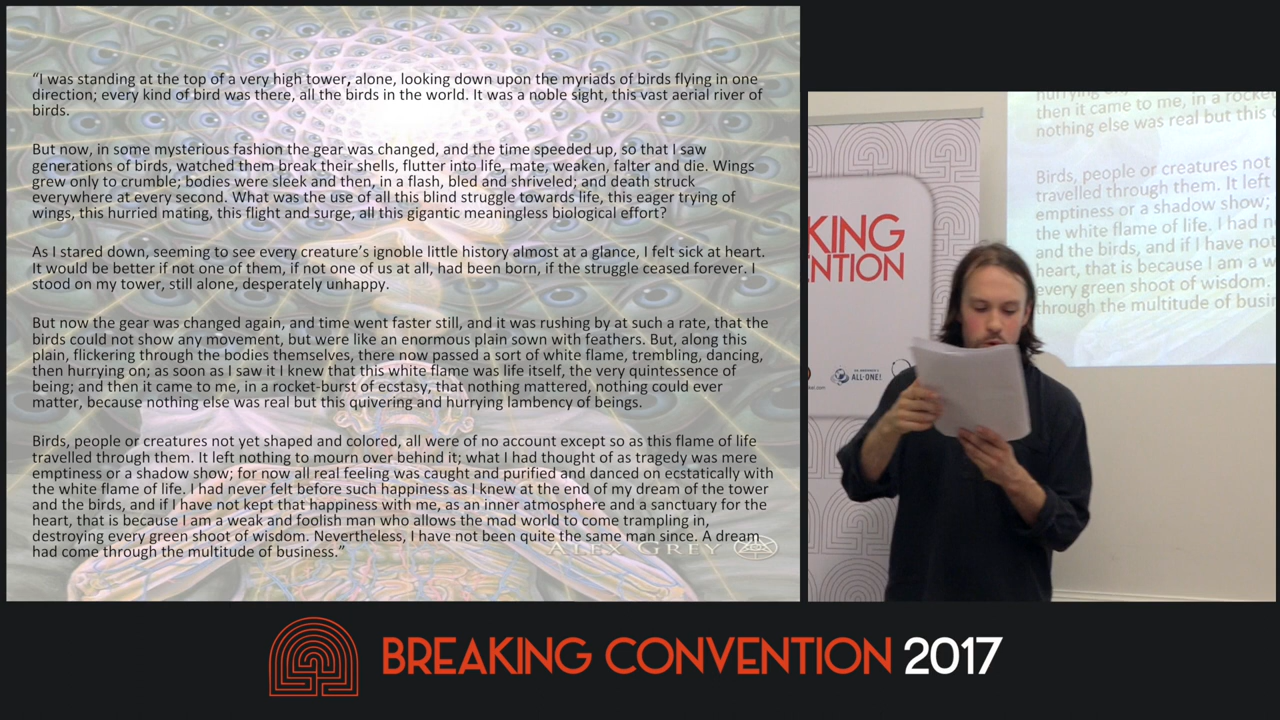 “I was standing at the top of a very high tower, alone, looking down upon the myriads of birds flying in one
direction; every kind of bird was there, all the birds in the world. It was a noble sight, this vast aerial river of
birds.
But now, in some mysterious fashion the gear was changed, and the time speeded up, so that I saw
generations of birds, watched them break their shells, flutter into life, mate, weaken, falter and die. Wings
grew only to crumble; bodies were sleek and then, in a flash, bled and shriveled; and death struck
everywhere at every second. What was the use of all this blind struggle towards life, this eager trying of
wings, this hurried mating, this flight and surge, all this gigantic meaningless biological effort?
As I stared down, seeming to see every creature’s ignoble little history almost at a glance, I felt sick at heart.
It would be better if not one of them, if not one of us at all, had been born, if the struggle ceased forever. I
stood on my tower, still alone, desperately unhappy.
But now the gear was changed again, and time went faster still, and it was rushing by at such a rate, that the
birds could not show any movement, but were like an enormous plain sown with feathers. But, along this
plain, flickering through the bodies themselves, there now passed a sort of white flame, trembling, dancing,
then hurrying on; as soon as I saw it I knew that this white flame was life itself, the very quintessence of
being; and then it came to me, in a rocket-burst of ecstasy, that nothing mattered, nothing could ever
matter, because nothing else was real but this quivering and hurrying lambency of beings.
Birds, people or creatures not yet shaped and colored, all were of no account except so as this flame of life
travelled through them. It left nothing to mourn over behind it; what I had thought of as tragedy was mere
emptiness or a shadow show; for now all real feeling was caught and purified and danced on ecstatically with
the white flame of life. I had never felt before such happiness as I knew at the end of my dream of the tower
and the birds, and if I have not kept that happiness with me, as an inner atmosphere and a sanctuary for the
heart, that is because I am a weak and foolish man who allows the mad world to come trampling in,
destroying every green shoot of wisdom. Nevertheless, I have not been quite the same man since. A dream
had come through the multitude of business.”
ALEX GREY
then it came to me, in a rocket
nothing else was real but this
Birds, people or creatures not
travelled through them. It left
emptiness or a shadow show;
the white flame of life. I had n
and the birds, and if I have not
heart, that is because I am a w
every green shoot of wisdom.
through the multitude of busin
KING
ENTION
ALL-ONE!
BREAKING CONVENTION 2017